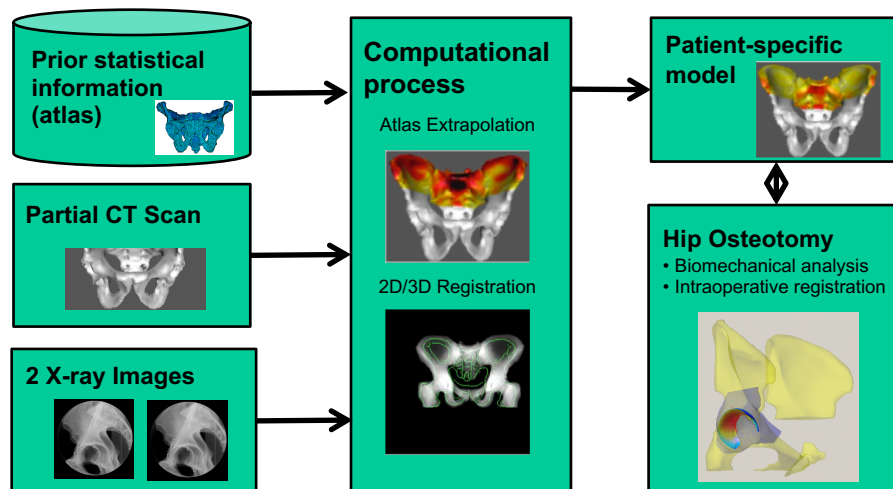 Prior statistical
information
(atlas)
Partial CT Scan
2 X-ray Images
Computational
process
Atlas Extrapolation
2D/3D Registration
Patient-specific
model
Hip Osteotomy
• Biomechanical analysis
• Intraoperative registration